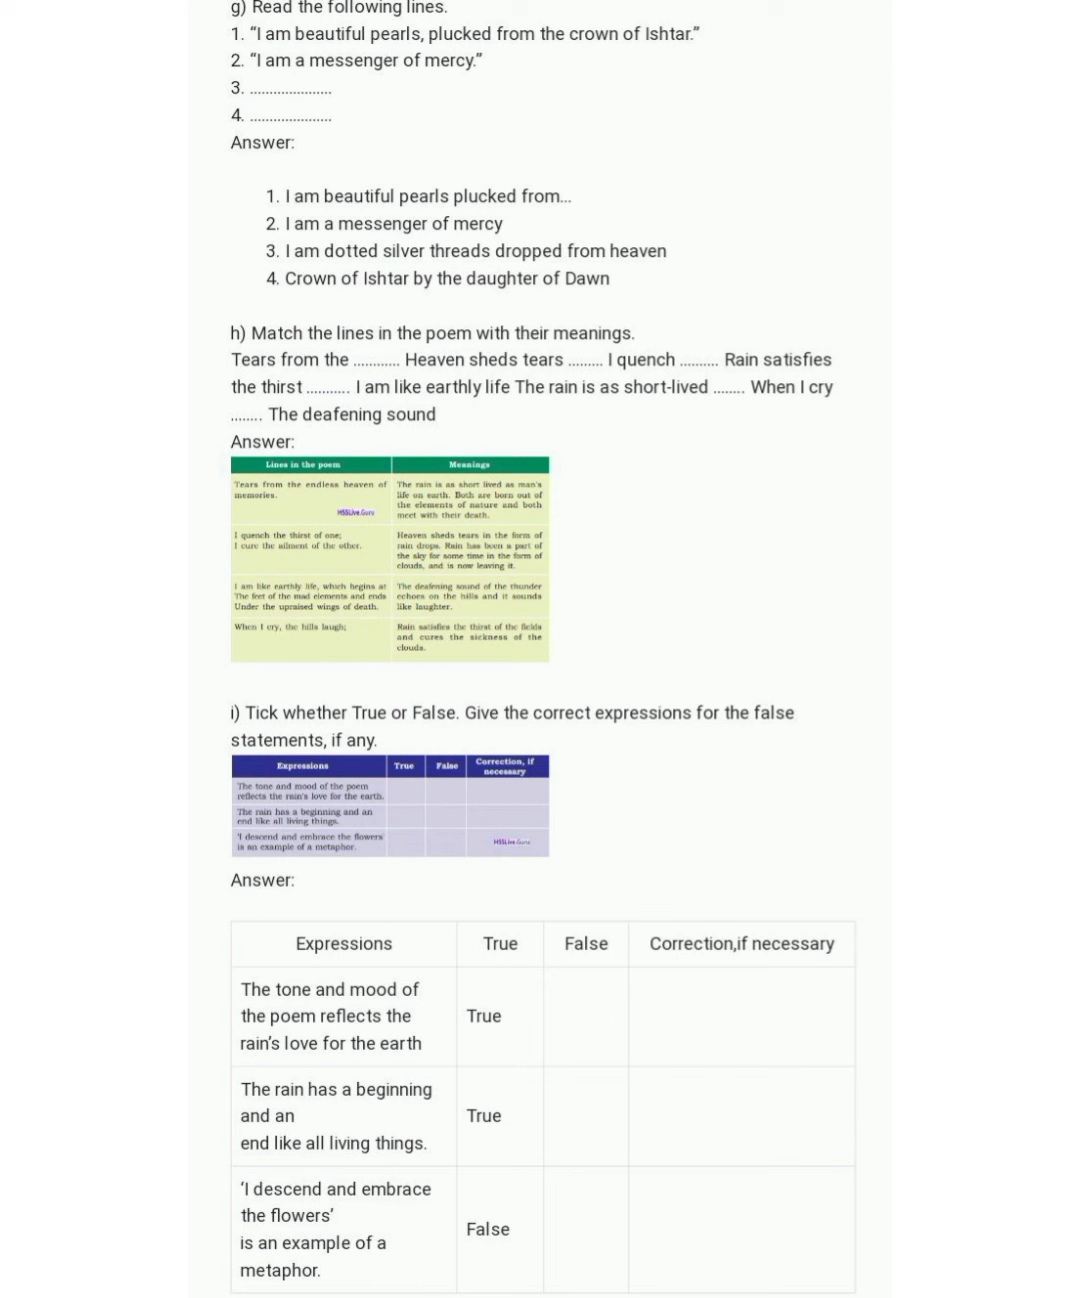 g) Read the following lines.
1. “I am beautiful pearls, plucked from the crown of Ishtar.”
2. “I am a messenger of mercy.”
3. .....................
4. .....................
Answer:
1. I am beautiful pearls plucked from...
2. I am a messenger of mercy
3. I am dotted silver threads dropped from heaven
4. Crown of Ishtar by the daughter of Dawn
h) Match the lines in the poem with their meanings.
Tears from the ............ Heaven sheds tears ......... I quench .......... Rain satisfies
the thirst ........... I am like earthly life The rain is as short-lived ........ When I cry
........ The deafening sound
Answer:
Lines in the poem
Meanings
Tears from the endless heaven of
memories.
HSSLive.Guru
The rain is as short lived as man's
life on earth. Both are born out of
the elements of nature and both
meet with their death.
I quench the thirst of one;
I cure the ailment of the other.
Heaven sheds tears in the form of
rain drops. Rain has been a part of
the sky for some time in the form of
clouds, and is now leaving it.
I am like earthly life, which begins at
The feet of the mad elements and ends
Under the upraised wings of death.
The deafening sound of the thunder
echoes on the hills and it sounds
like laughter.
When I cry, the hills laugh;
Rain satisfies the thirst of the fields
and cures the sickness of the
clouds.
i) Tick whether True or False. Give the correct expressions for the false
statements, if any.
Expressions
True
False
Correction, if
necessary
The tone and mood of the poem
reflects the rain's love for the earth.
The rain has a beginning and an
end like all living things.
'I descend and embrace the flowers
is an example of a metaphor.
HSSLive.Guru
Answer:
Expressions
True
False
Correction,if necessary
The tone and mood of
the poem reflects the
rain’s love for the earth
True
The rain has a beginning
and an
end like all living things.
True
‘I descend and embrace
the flowers’
is an example of a
metaphor.
False